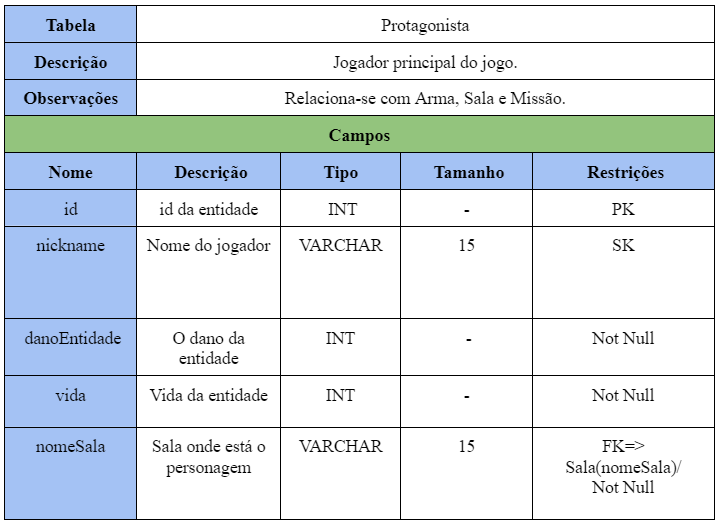 Tabela Protagonista
Descrição Jogador principal do jogo.
Observações Relaciona-se com Arma, Sala e Missão.
Campos
Nome Descrição Tipo Tamanho Restrições
id id da entidade INT - PK
nickname Nome do jogador VARCHAR 15 SK
danoEntidade O dano da INT - Not Null
entidade
vida Vida da entidade INT - Not Null
nomeSala Sala onde está o VARCHAR 15 FK=>
personagem Sala(nomeSala)/
Not Null